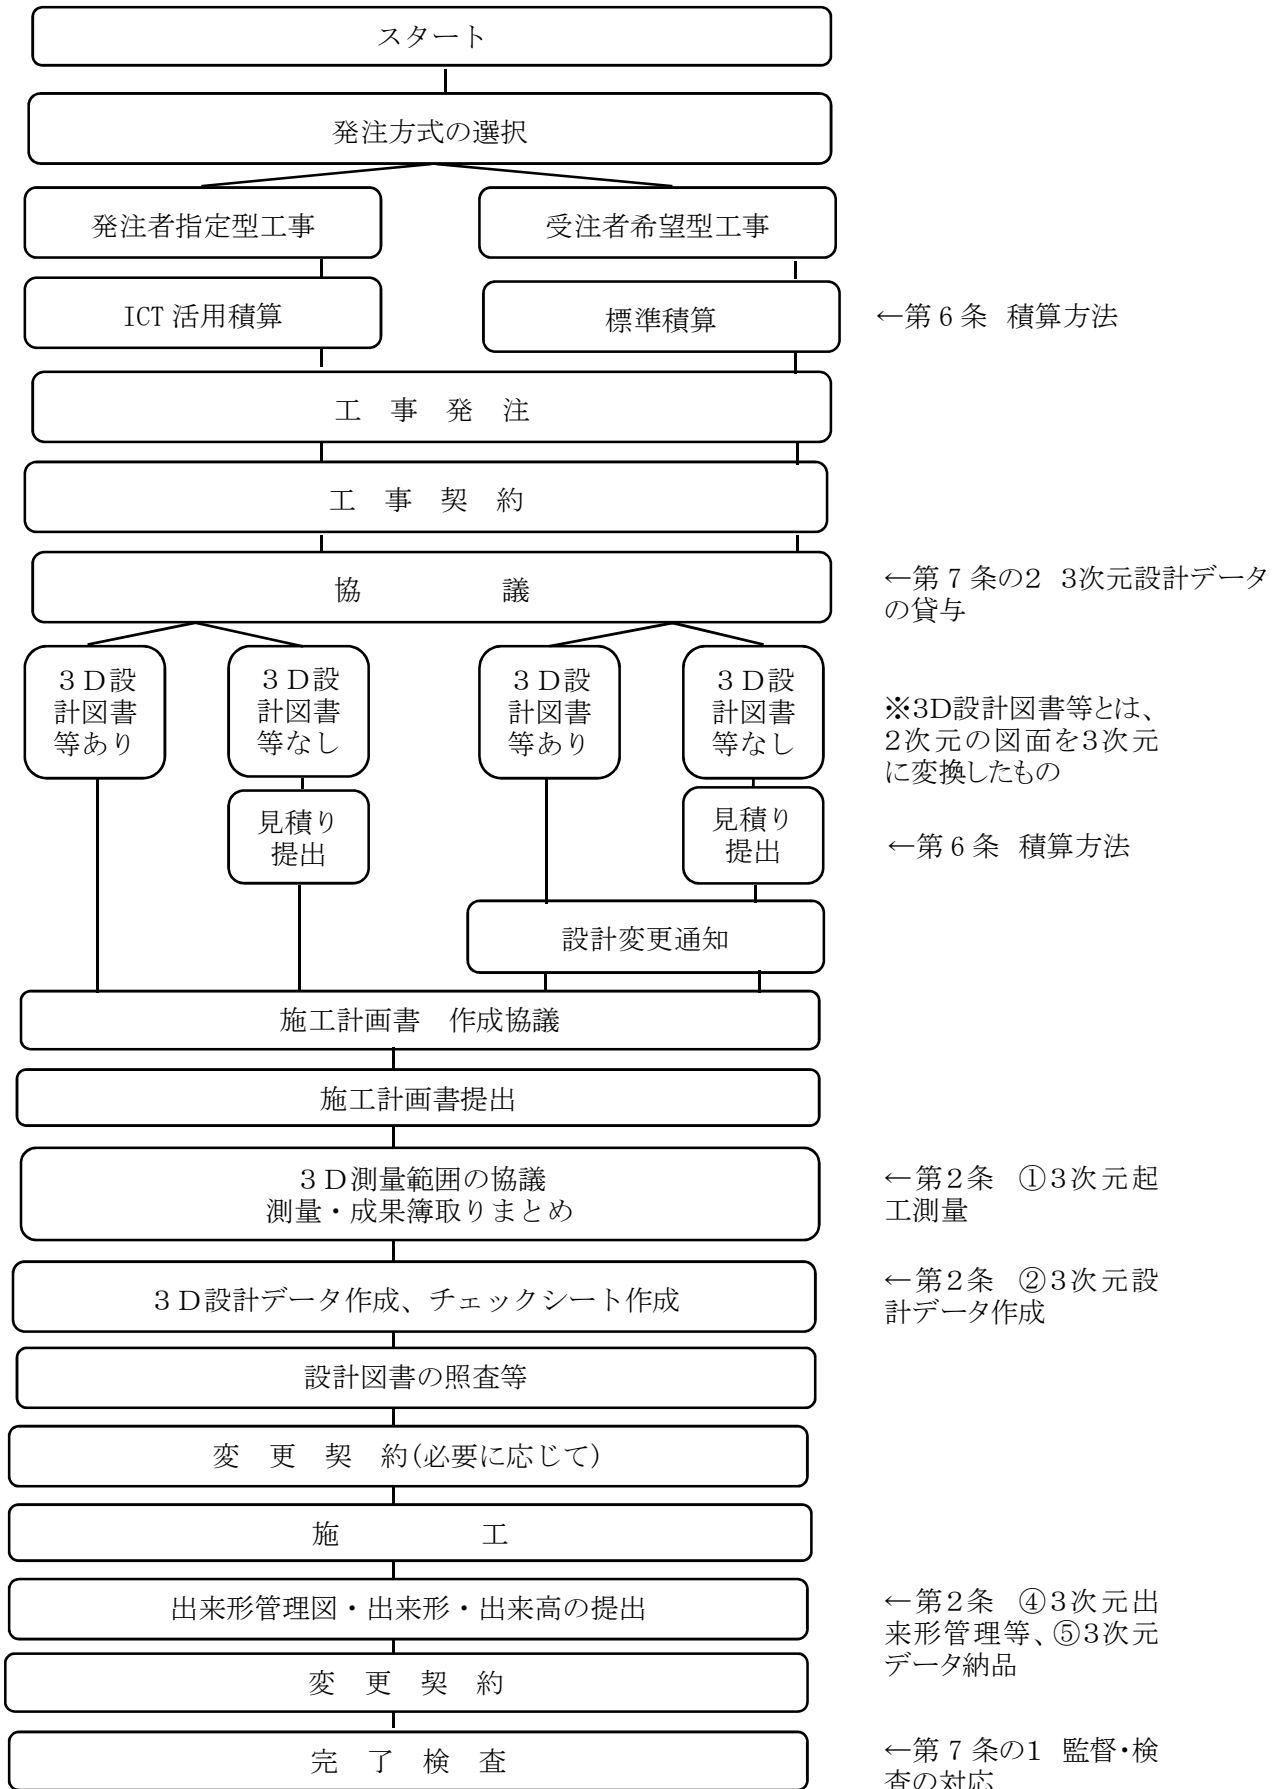 スタート
発注方式の選択
発注者指定型工事
受注者希望型工事
ICT 活用積算
標準積算
←第 6 条 積算方法
工 事 発 注
工 事 契 約
協 議
←第 7 条の2 3次元設計データ
の貸与
３Ｄ設
計図書
等あり
３Ｄ設
計図書
等なし
３Ｄ設
計図書
等あり
３Ｄ設
計図書
等なし
※3D設計図書等とは、
2次元の図面を3次元
に変換したもの
見積り
提出
見積り
提出
←第 6 条 積算方法
設計変更通知
施工計画書 作成協議
施工計画書提出
３Ｄ測量範囲の協議
測量・成果簿取りまとめ
←第2条 ①3次元起
工測量
３Ｄ設計データ作成、チェックシート作成
←第2条 ②3次元設
計データ作成
設計図書の照査等
変 更 契 約(必要に応じて)
施 工
出来形管理図・出来形・出来高の提出
←第2条 ④3次元出
来形管理等、⑤3次元
データ納品
変 更 契 約
完 了 検 査
←第 7 条の1 監督・検
査の対応